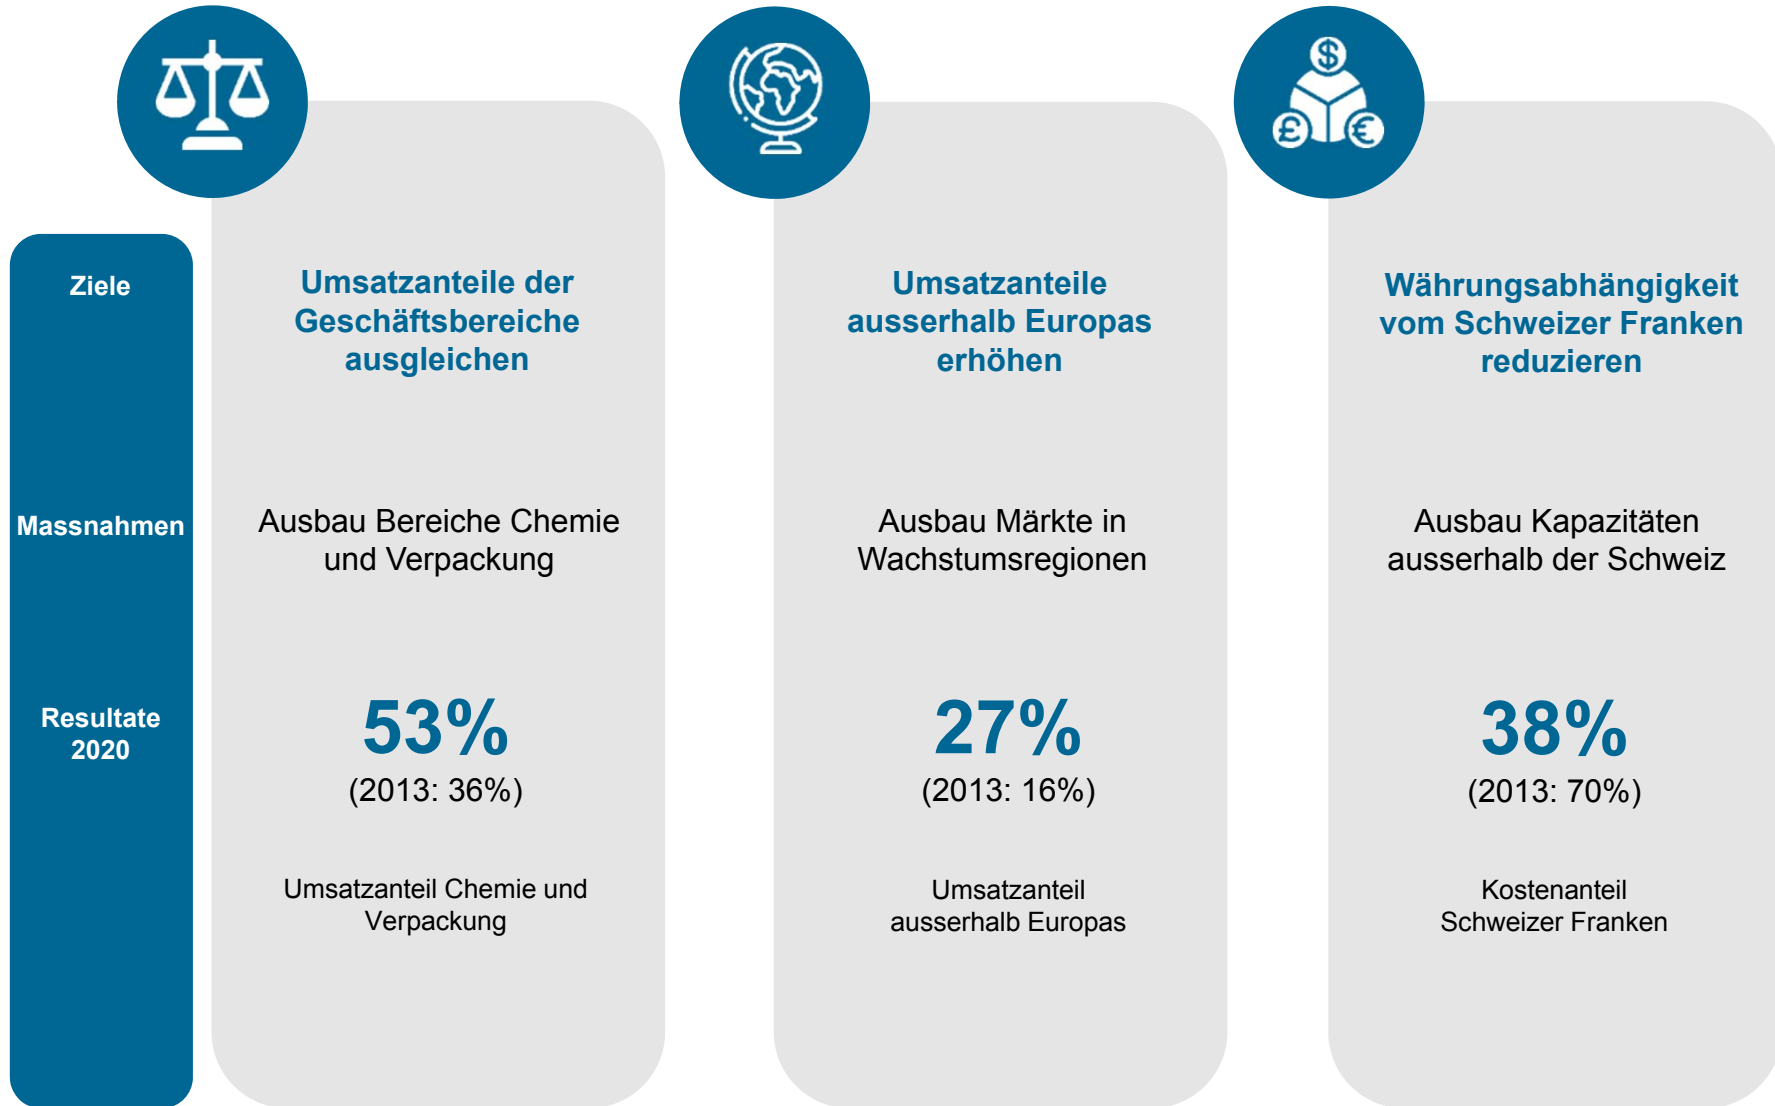 Ziele
Umsatzanteile der
Geschäftsbereiche
ausgleichen
Umsatzanteile
ausserhalb Europas
erhöhen
Währungsabhängigkeit
vom Schweizer Franken
reduzieren
Massnahmen
Ausbau Bereiche Chemie
und Verpackung
Ausbau Märkte in
Wachstumsregionen
Ausbau Kapazitäten
ausserhalb der Schweiz
Resultate
2020
53%
(2013: 36%)
Umsatzanteil Chemie und
Verpackung
27%
(2013: 16%)
Umsatzanteil
ausserhalb Europas
38%
(2013: 70%)
Kostenanteil
Schweizer Franken